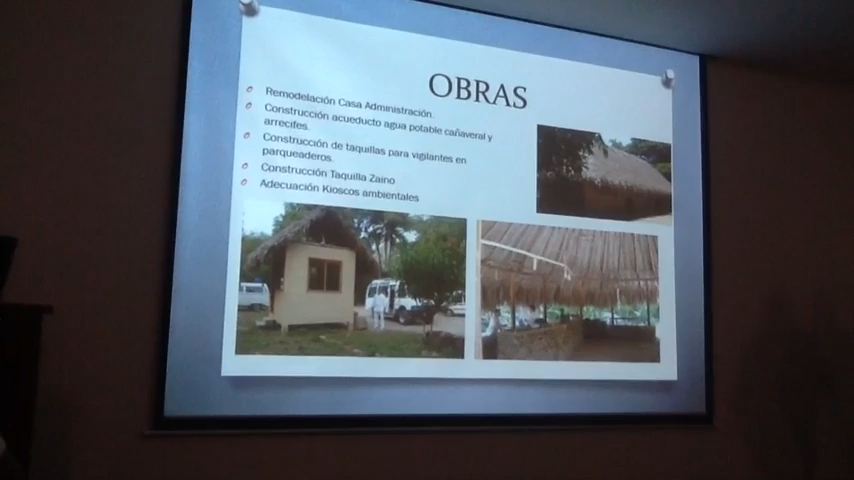 OBRAS
Remodelación Casa Administración.
Construcción acueducto agua potable cañaveral y
arrecifes.
Construcción de taquillas para vigilantes en
parqueaderos.
Construcción Taquilla Zaino
Adecuación Kioscos ambientales